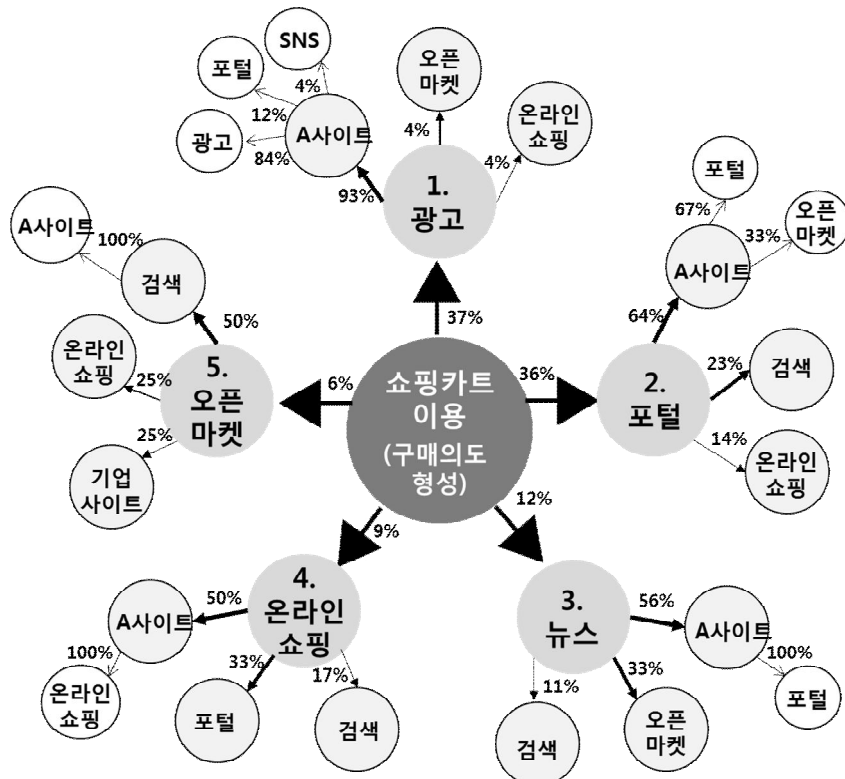 쇼핑카트
이용
(구매의도
형성)
37%
1.
광고
93%
A사이트
84%
광고
12%
포털
4%
SNS
4%
오픈
마켓
4%
온라인
쇼핑
36%
2.
포털
64%
A사이트
67%
포털
33%
오픈
마켓
23%
검색
14%
온라인
쇼핑
12%
3.
뉴스
56%
A사이트
100%
포털
33%
오픈
마켓
11%
검색
9%
4.
온라인
쇼핑
50%
A사이트
100%
온라인
쇼핑
33%
포털
17%
검색
6%
5.
오픈
마켓
50%
검색
100%
A사이트
25%
온라인
쇼핑
25%
기업
사이트